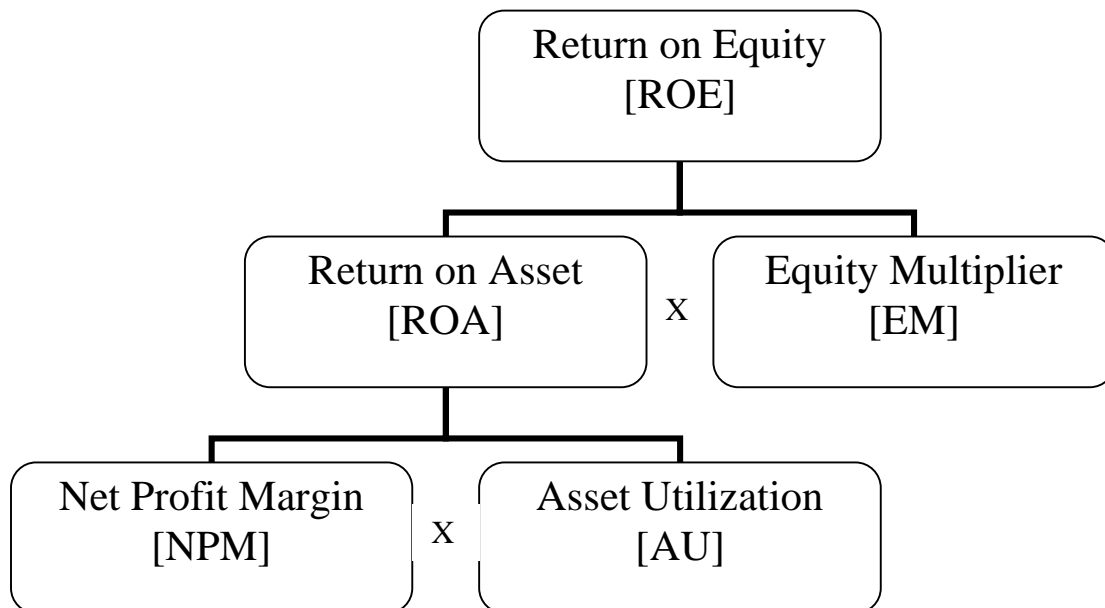 Return on Equity
[ROE]
Return on Asset
[ROA]
X
Equity Multiplier
[EM]
Net Profit Margin
[NPM]
X
Asset Utilization
[AU]